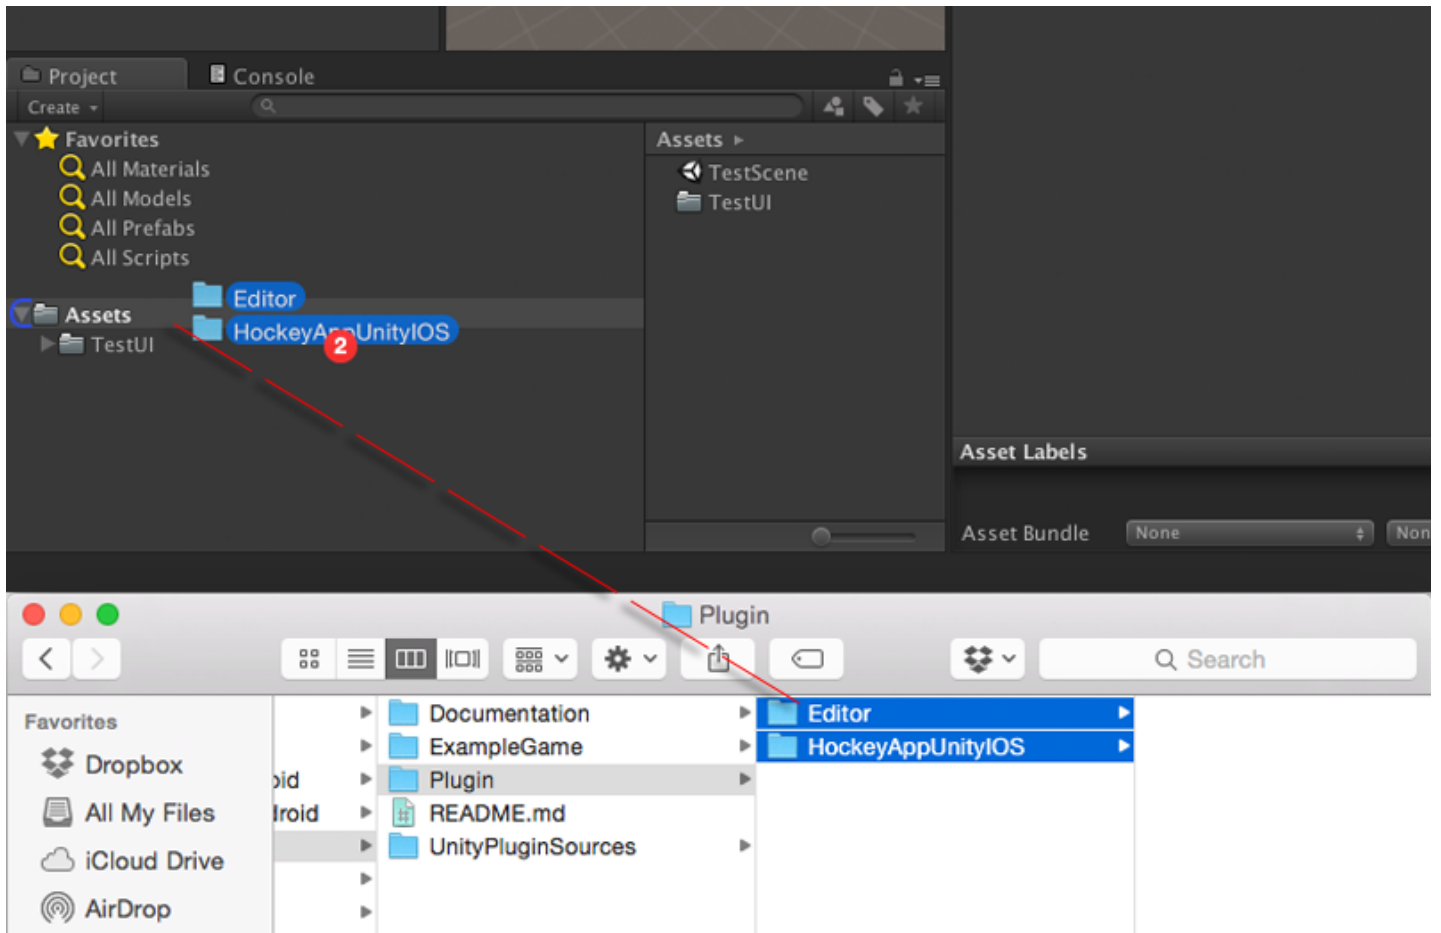 Project
Console
Create
Favorites
All Materials
All Models
All Prefabs
All Scripts
Assets
TestUI
Editor
HockeyAppUnityIOS
2
Assets
TestScene
TestUI
Asset Labels
Asset Bundle
None
Non
Plugin
Search
Favorites
Dropbox
All My Files
iCloud Drive
AirDrop
oid
droid
Documentation
ExampleGame
Plugin
README.md
UnityPluginSources
Editor
HockeyAppUnityIOS